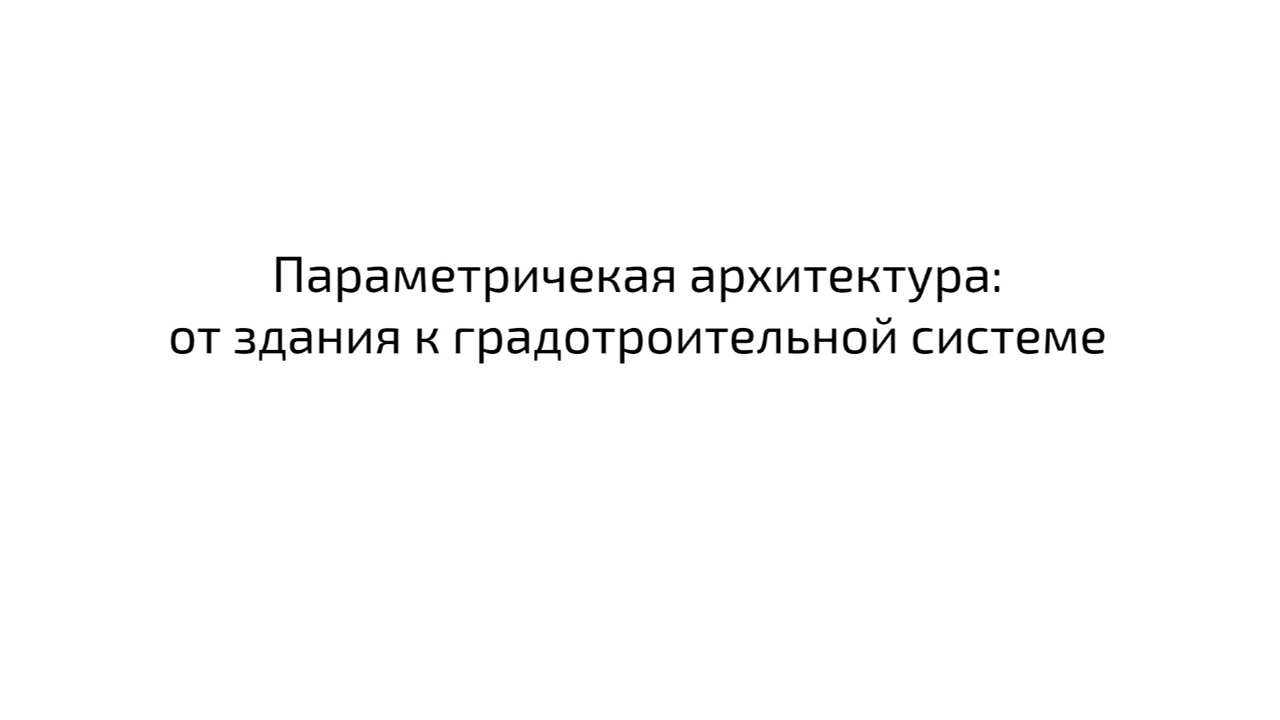 Параметричекая архитектура:
от здания к градотроительной системе